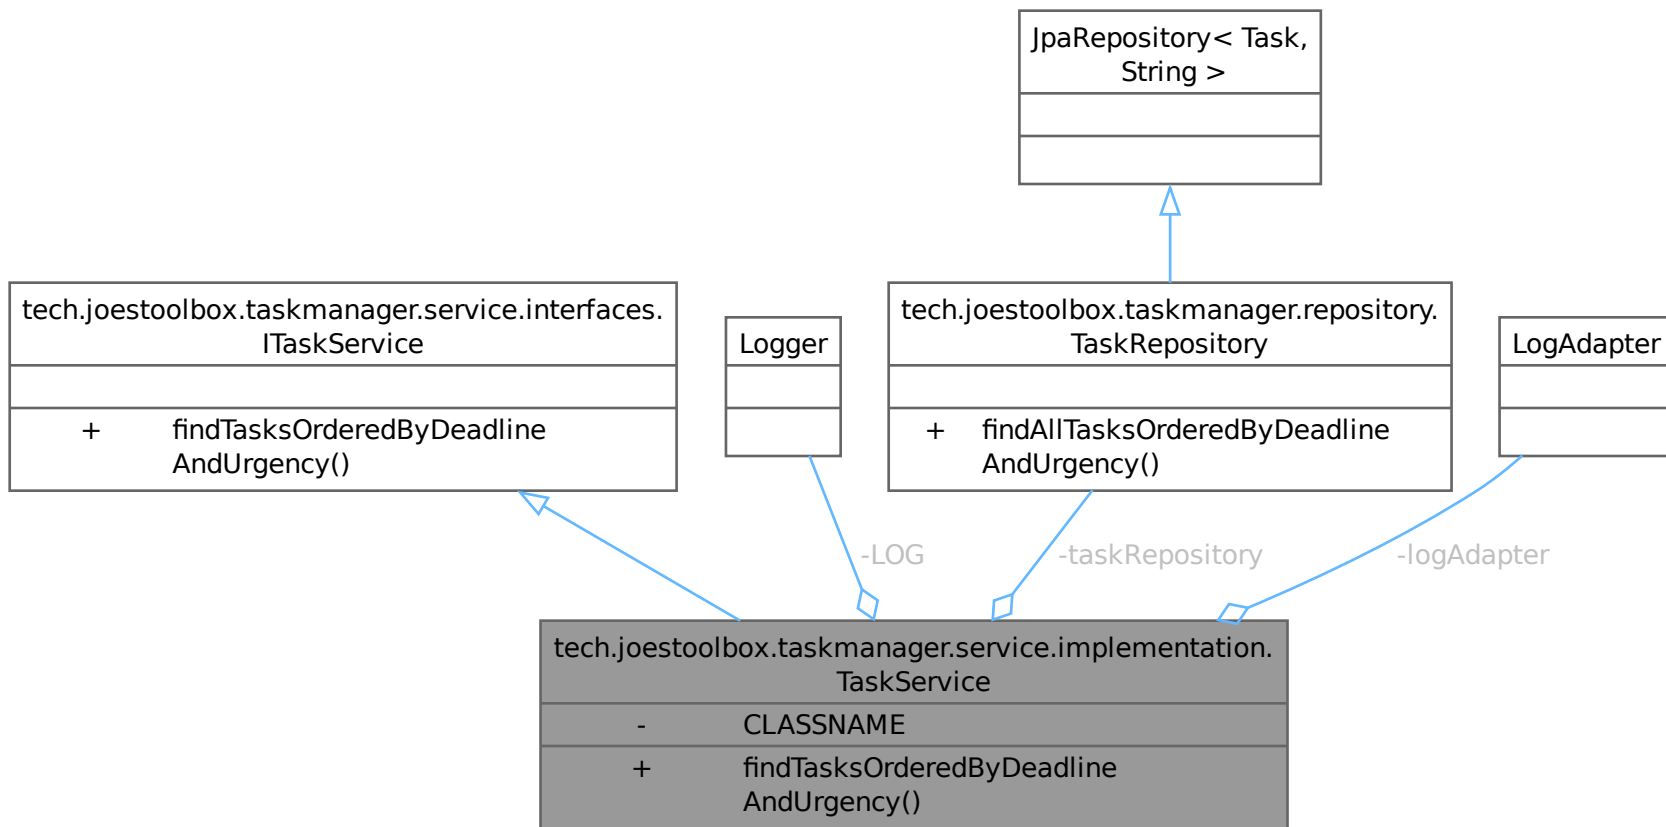 JpaRepository< Task,
String >
tech.joestoolbox.taskmanager.service.interfaces.
ITaskService
+ findTasksOrderedByDeadline
AndUrgency()
Logger
tech.joestoolbox.taskmanager.repository.
TaskRepository
+ findAllTasksOrderedByDeadline
AndUrgency()
LogAdapter
-LOG
-taskRepository
-logAdapter
tech.joestoolbox.taskmanager.service.implementation.
TaskService
- CLASSNAME
+ findTasksOrderedByDeadline
AndUrgency()